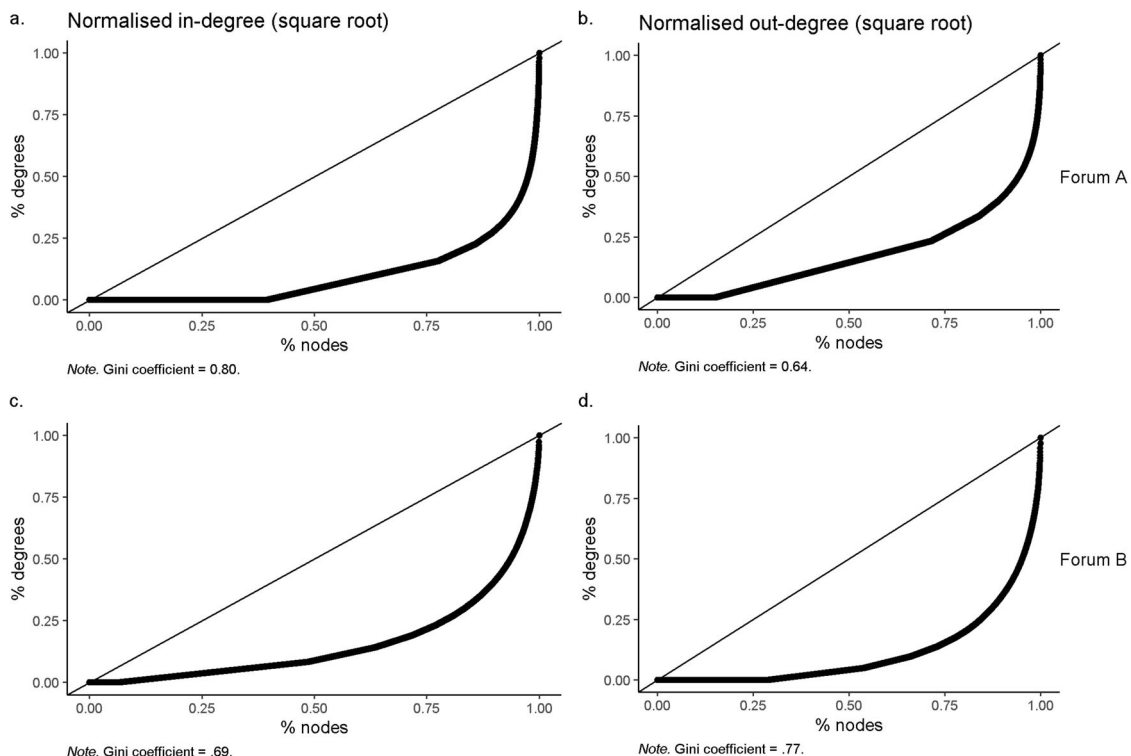 a.
Normalised in-degree (square root)
1.00
0.75
0.50
0.25
0.00
% degrees
0.00 0.25 0.50 0.75 1.00
% nodes
Note. Gini coefficient = 0.80.
b.
Normalised out-degree (square root)
1.00
0.75
0.50
0.25
0.00
% degrees
0.00 0.25 0.50 0.75 1.00
% nodes
Note. Gini coefficient = 0.64.
Forum A
c.
1.00
0.75
0.50
0.25
0.00
% degrees
0.00 0.25 0.50 0.75 1.00
% nodes
Note. Gini coefficient = .69.
d.
1.00
0.75
0.50
0.25
0.00
% degrees
0.00 0.25 0.50 0.75 1.00
% nodes
Note. Gini coefficient = .77.
Forum B